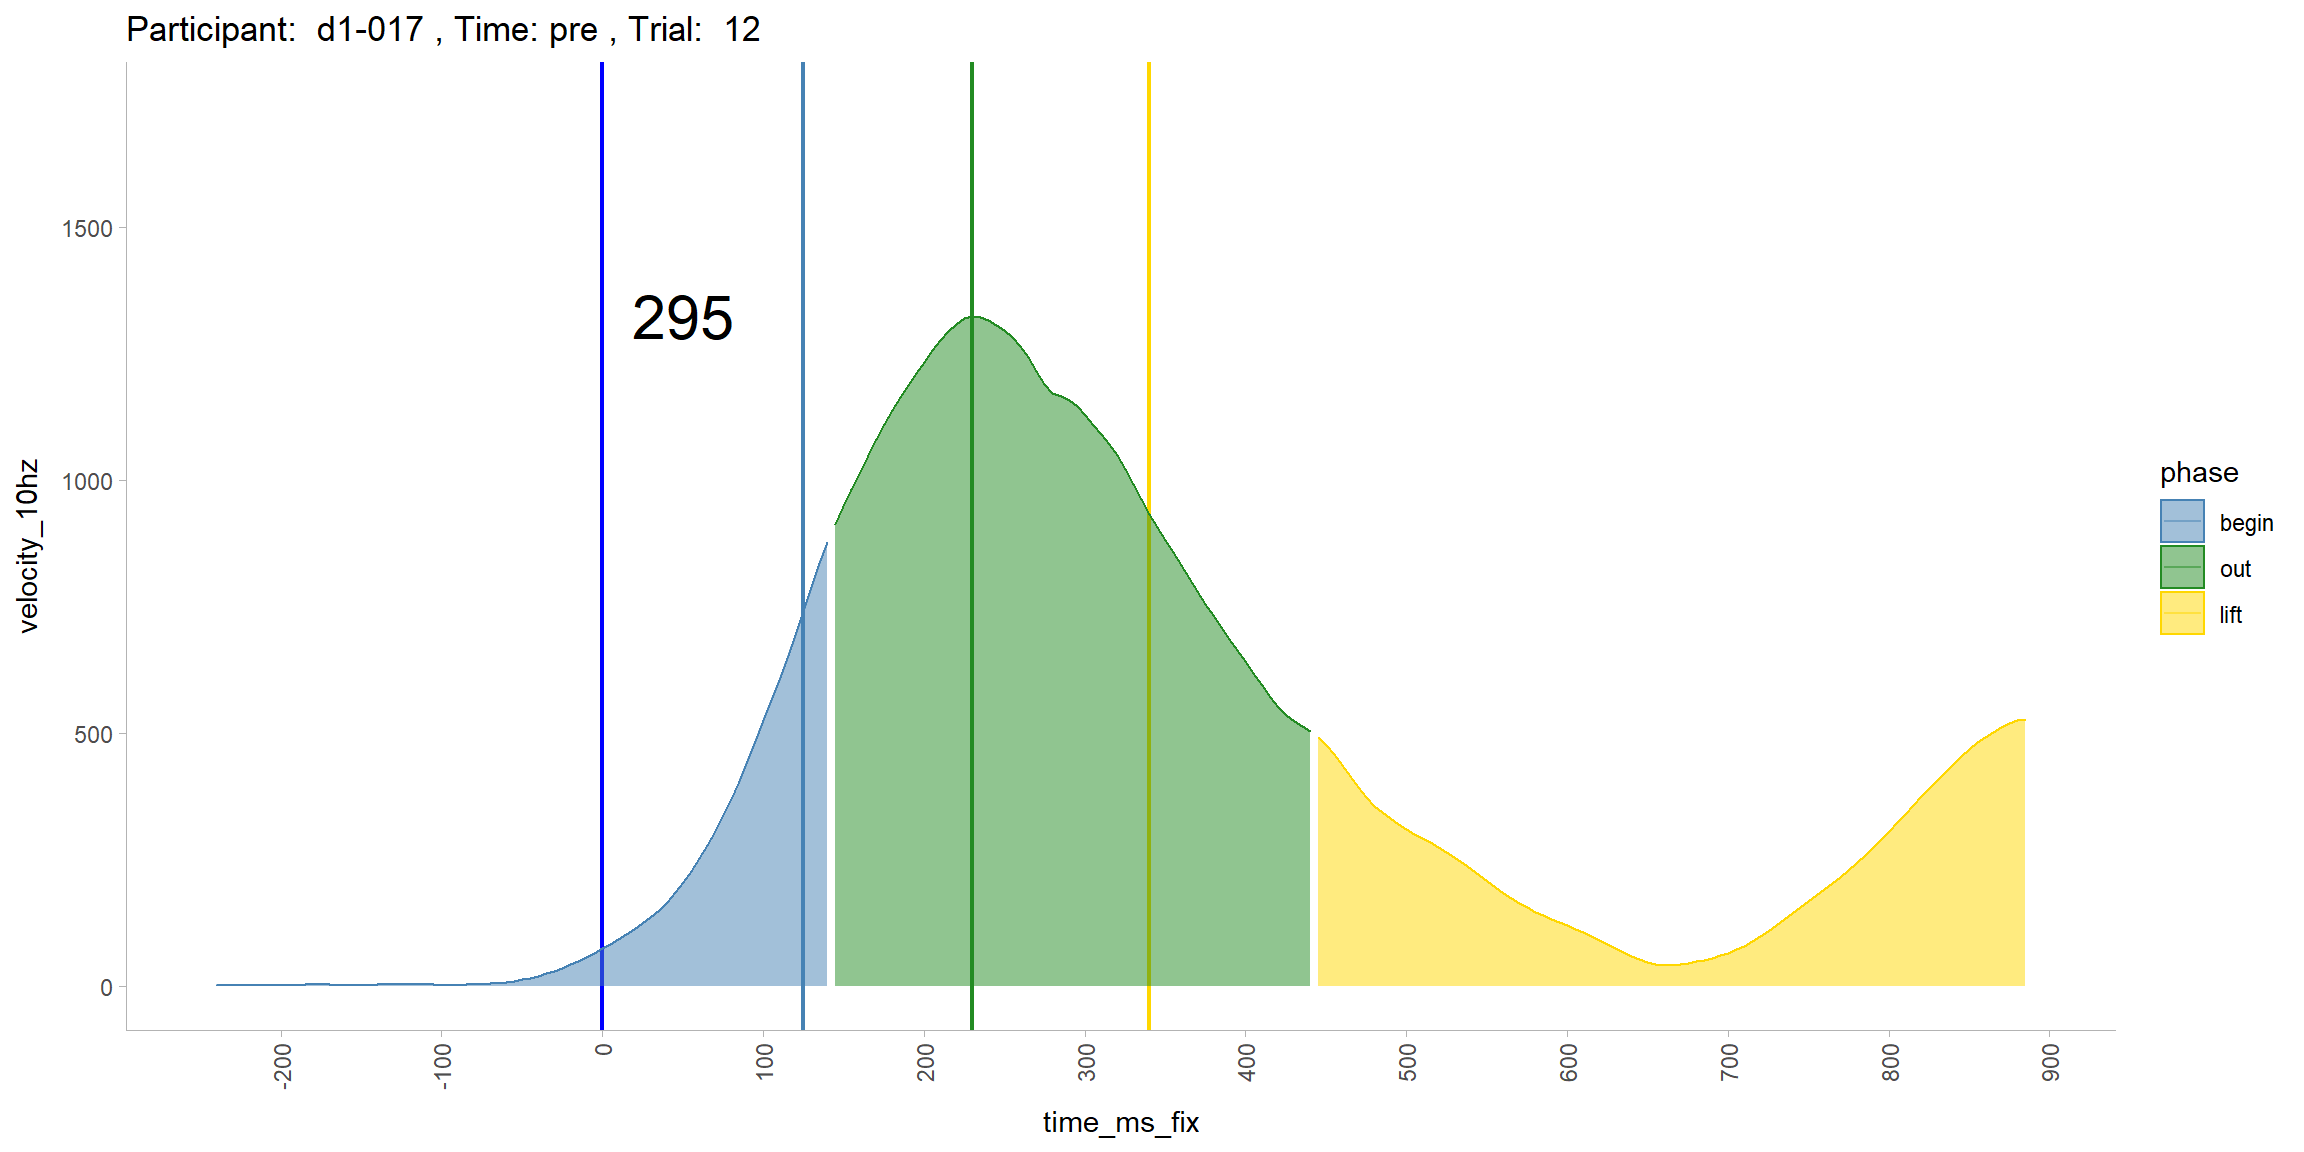 Participant:  d1-017 , Time: pre , Trial:  12
295
velocity_10hz
1500
1000
500
0
-200
-100
0
100
200
300
400
500
600
700
800
900
time_ms_fix
phase
begin
out
lift